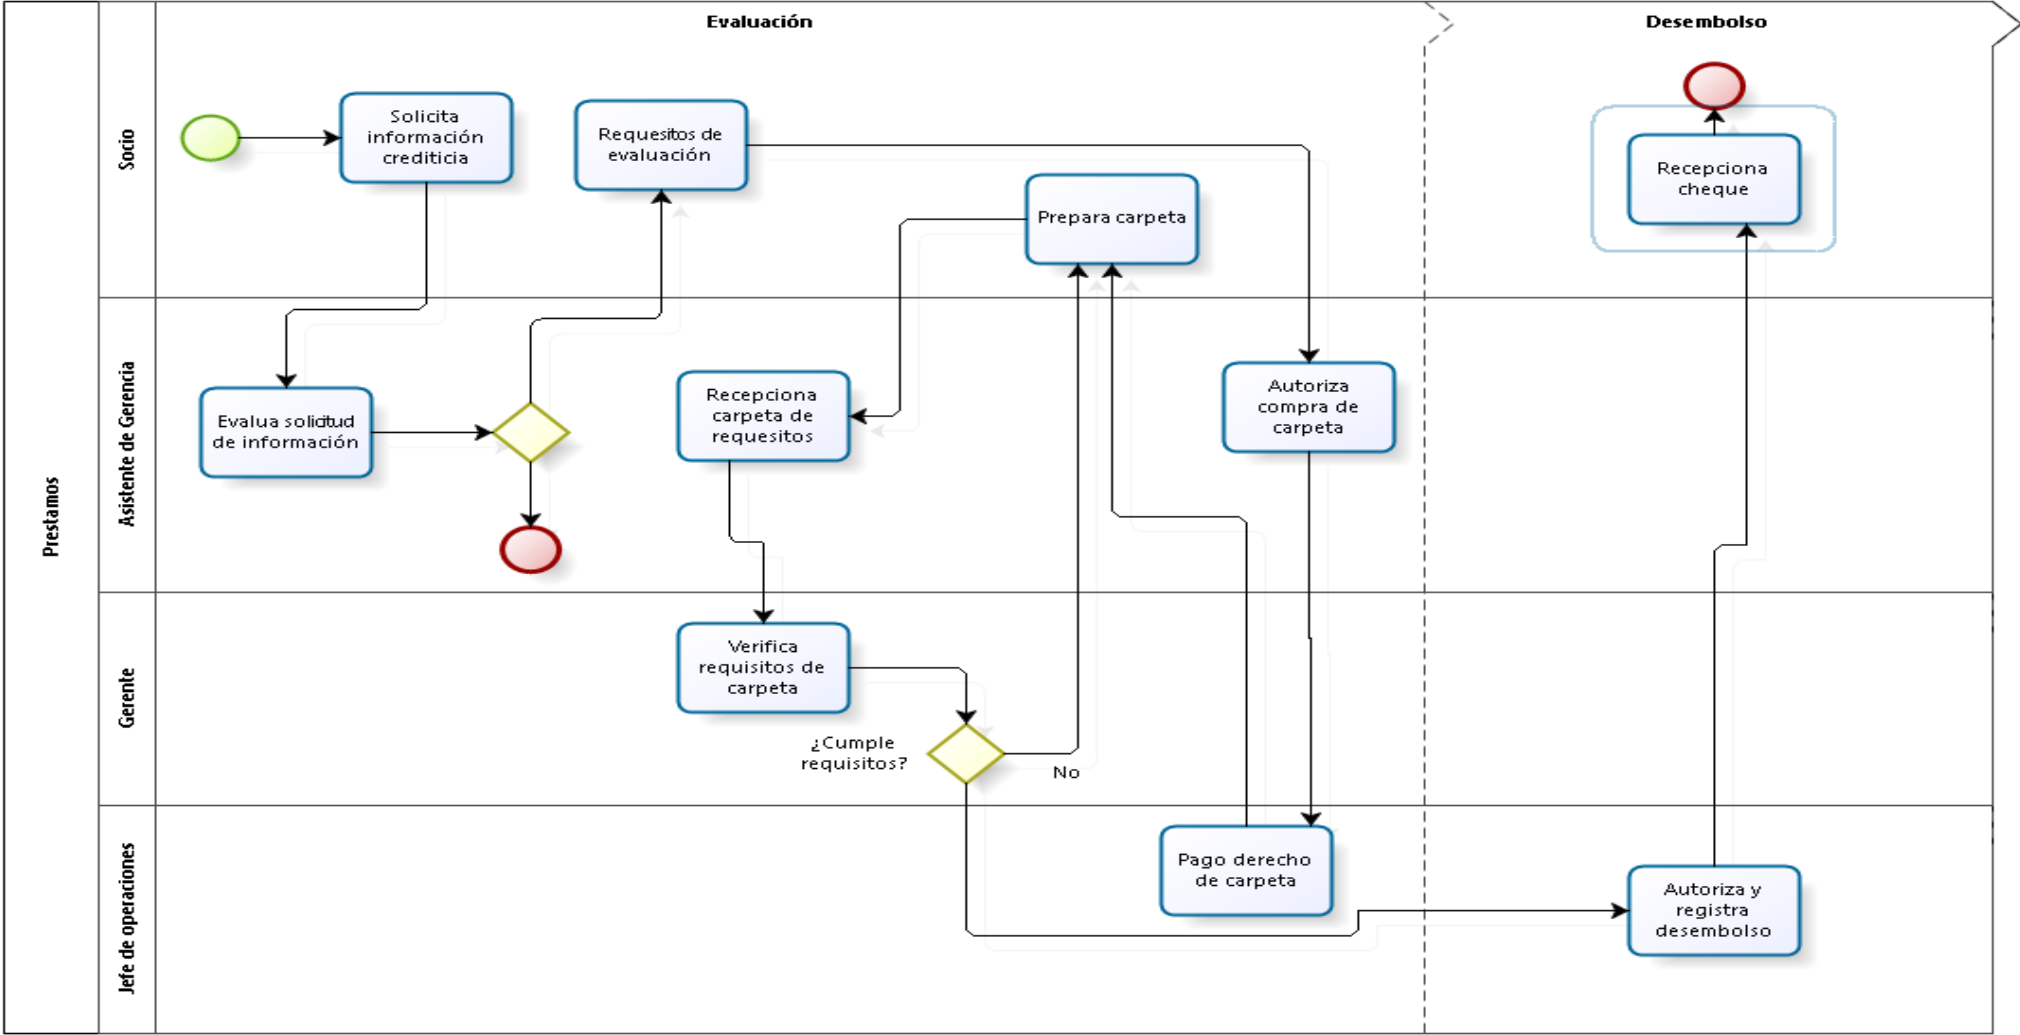 Evaluación
Desembolso
Prestamos
Socio
Solicita
información
crediticia
Requesitos de
evaluación
Prepara carpeta
Recepciona
cheque
Asistente de Gerencia
Evalua solicitud
de información
Recepciona
carpeta de
requesitos
Autoriza
compra de
carpeta
Gerente
Verifica
requisitos de
carpeta
¿Cumple
requisitos?
No
Jefe de operaciones
Pago derecho
de carpeta
Autoriza y
registra
desembolso